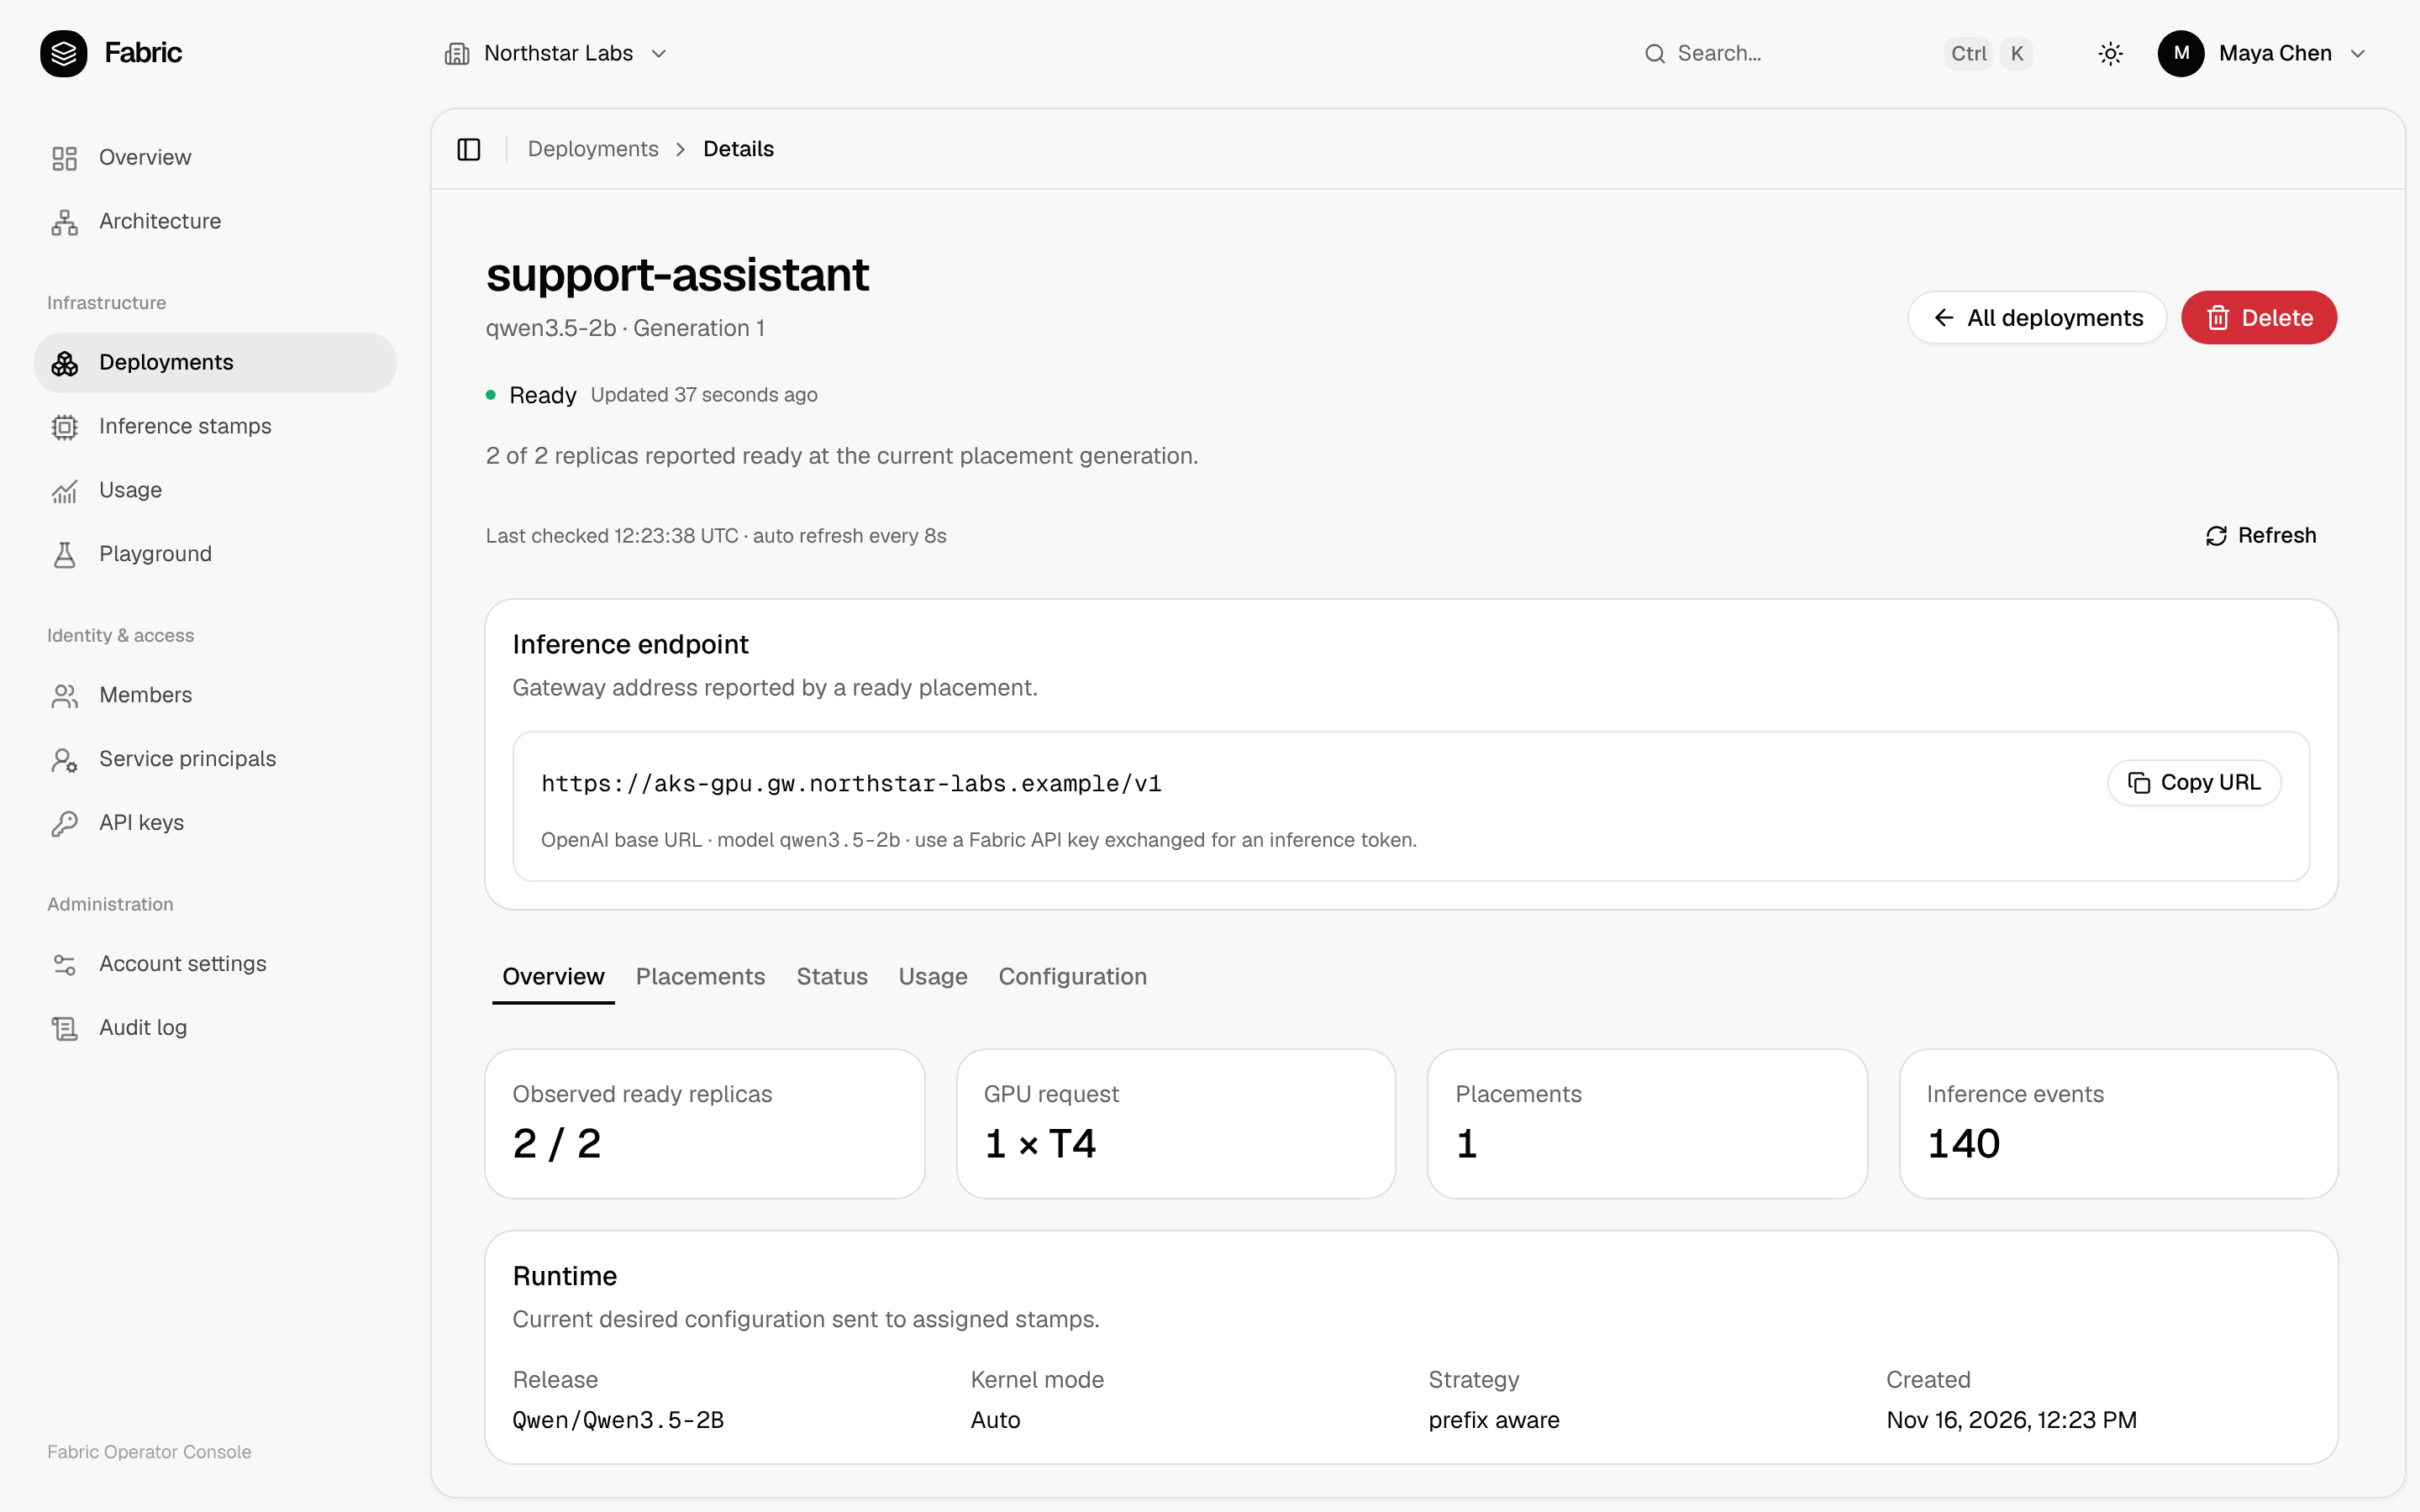 Fabric
Northstar Labs
Search...
Ctrl K
M
Maya Chen
Overview
Architecture
Infrastructure
Deployments
Inference stamps
Usage
Playground
Identity & access
Members
Service principals
API keys
Administration
Account settings
Audit log
Fabric Operator Console
Deployments > Details
support-assistant
qwen3.5-2b · Generation 1
All deployments
Delete
Ready Updated 37 seconds ago
2 of 2 replicas reported ready at the current placement generation.
Last checked 12:23:38 UTC · auto refresh every 8s
Refresh
Inference endpoint
Gateway address reported by a ready placement.
https://aks-gpu.gw.northstar-labs.example/v1
Copy URL
OpenAI base URL · model qwen3.5-2b · use a Fabric API key exchanged for an inference token.
Overview Placements Status Usage Configuration
Observed ready replicas
2 / 2
GPU request
1 × T4
Placements
1
Inference events
140
Runtime
Current desired configuration sent to assigned stamps.
Release
Qwen/Qwen3.5-2B
Kernel mode
Auto
Strategy
prefix aware
Created
Nov 16, 2026, 12:23 PM